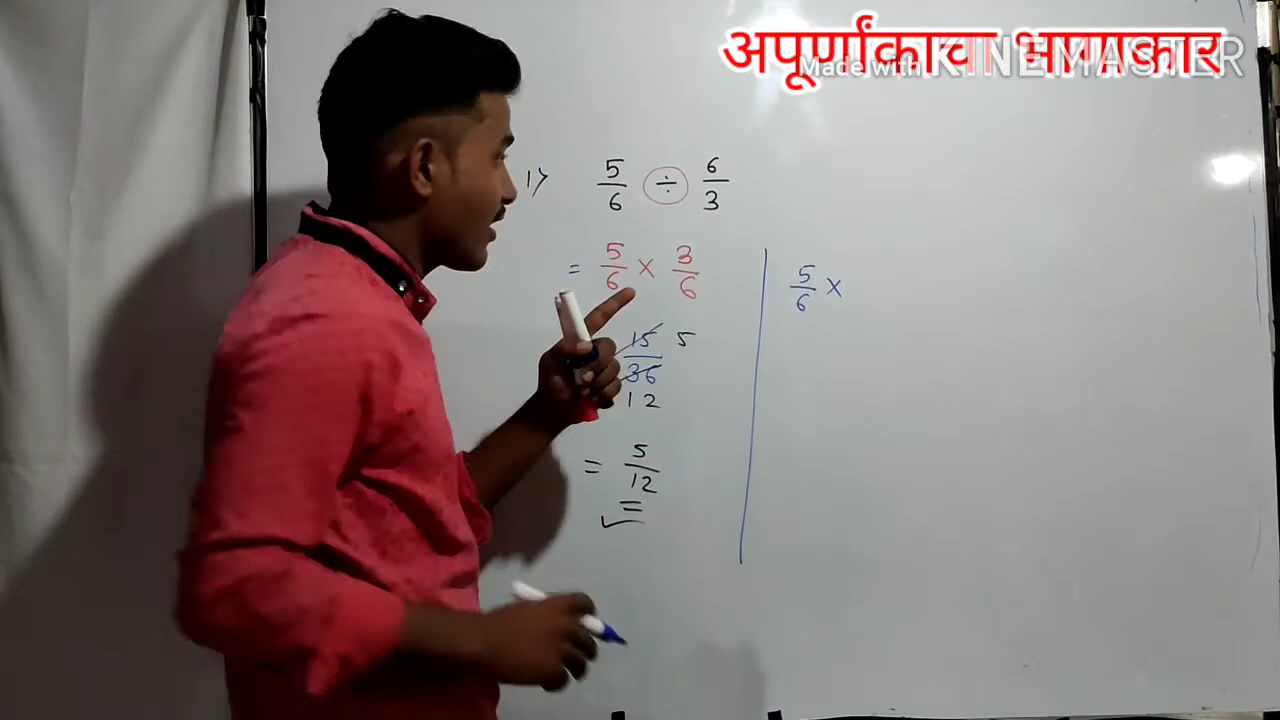 अपूर्णांकाचा भागाकार
Made with KINEMASTER
1) 5/6 ÷ 6/3
= 5/6 × 3/6
15/36 5
12
= 5/12
5/6 ×